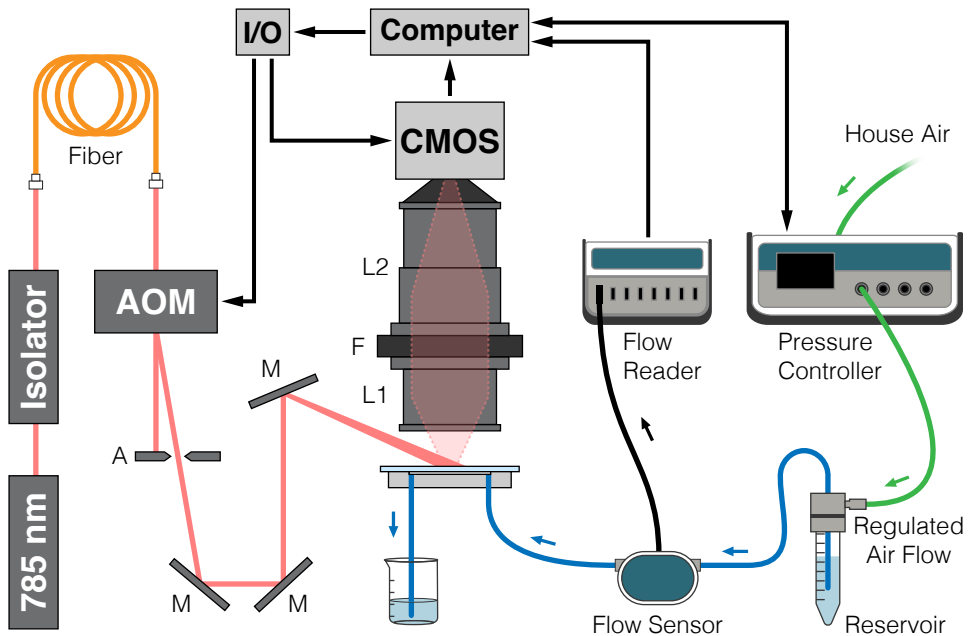 I/O
Computer
CMOS
Fiber
House Air
L2
Isolator
AOM
F
Flow
Reader
Pressure
Controller
M
L1
A
785 nm
Regulated
Air Flow
M
M
Flow Sensor
Reservoir